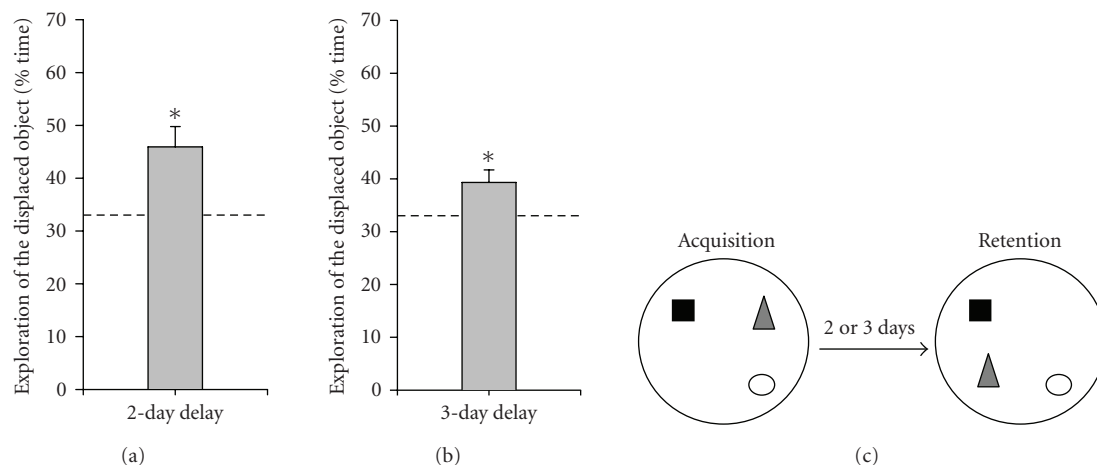 Exploration of the displaced object (% time)
70
60
50
40
30
20
10
0
*
2-day delay
(a)
Exploration of the displaced object (% time)
70
60
50
40
30
20
10
0
*
3-day delay
(b)
Acquisition
2 or 3 days
Retention
(c)